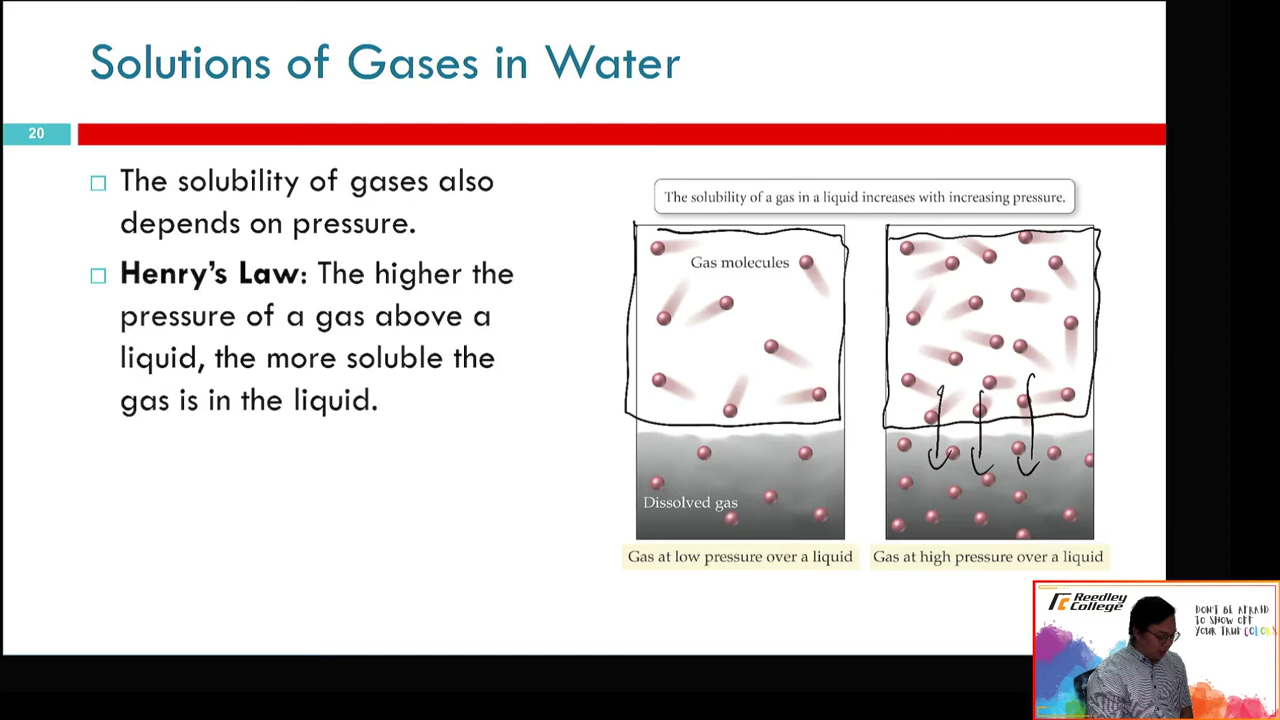 Solutions of Gases in Water
20
The solubility of gases also
depends on pressure.
Henry's Law: The higher the
pressure of a gas above a
liquid, the more soluble the
gas is in the liquid.
The solubility of a gas in a liquid increases with increasing pressure.
Gas molecules
Dissolved gas
Gas at low pressure over a liquid
Gas at high pressure over a liquid
Reedley
College
DON'T BE AFRAID
TO SHOW OFF
YOUR TRUE COLORS